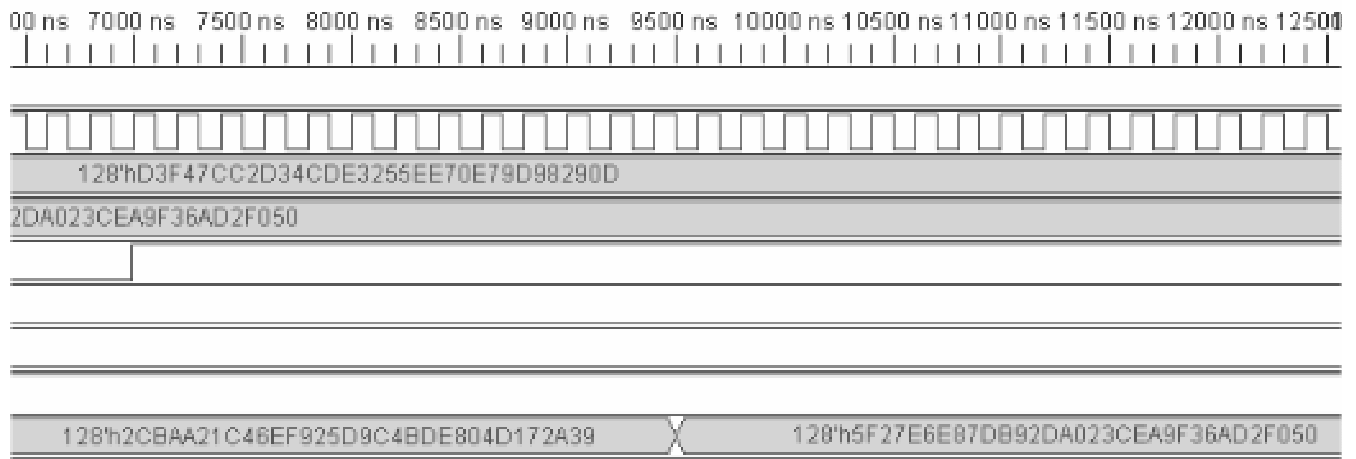 00 ns 7000 ns 7500 ns 8000 ns 8500 ns 9000 ns 9500 ns 10000 ns 10500 ns 11000 ns 11500 ns 12000 ns 12500
128'hD3F47CC2D34CDE3255EE70E79D98290D
2DA023CEA9F36AD2F050
128'h2CBAA21C46EF925D9C4BDE804D172A39 128'h5F27E6E87DB92DA023CEA9F36AD2F050